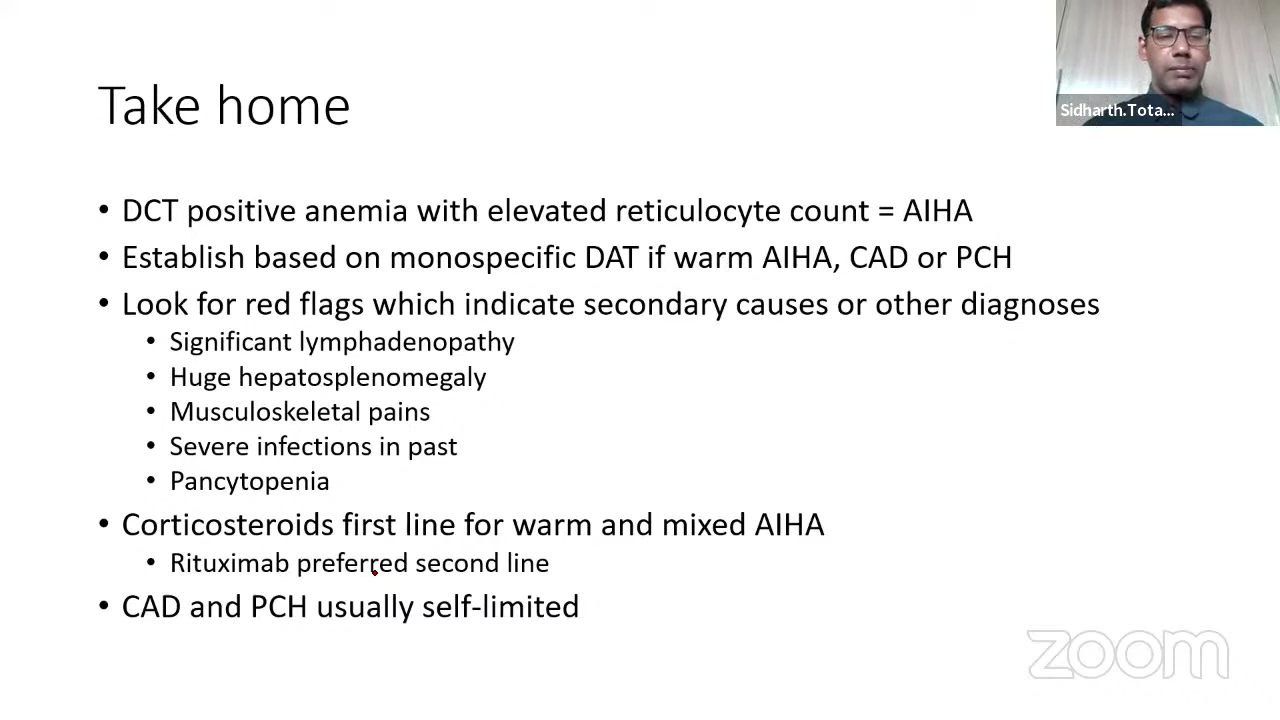 Take home
Sidharth.Tota...
• DCT positive anemia with elevated reticulocyte count = AIHA
• Establish based on monospecific DAT if warm AIHA, CAD or PCH
• Look for red flags which indicate secondary causes or other diagnoses
• Significant lymphadenopathy
• Huge hepatosplenomegaly
• Musculoskeletal pains
• Severe infections in past
• Pancytopenia
• Corticosteroids first line for warm and mixed AIHA
• Rituximab preferred second line
• CAD and PCH usually self-limited
zoom